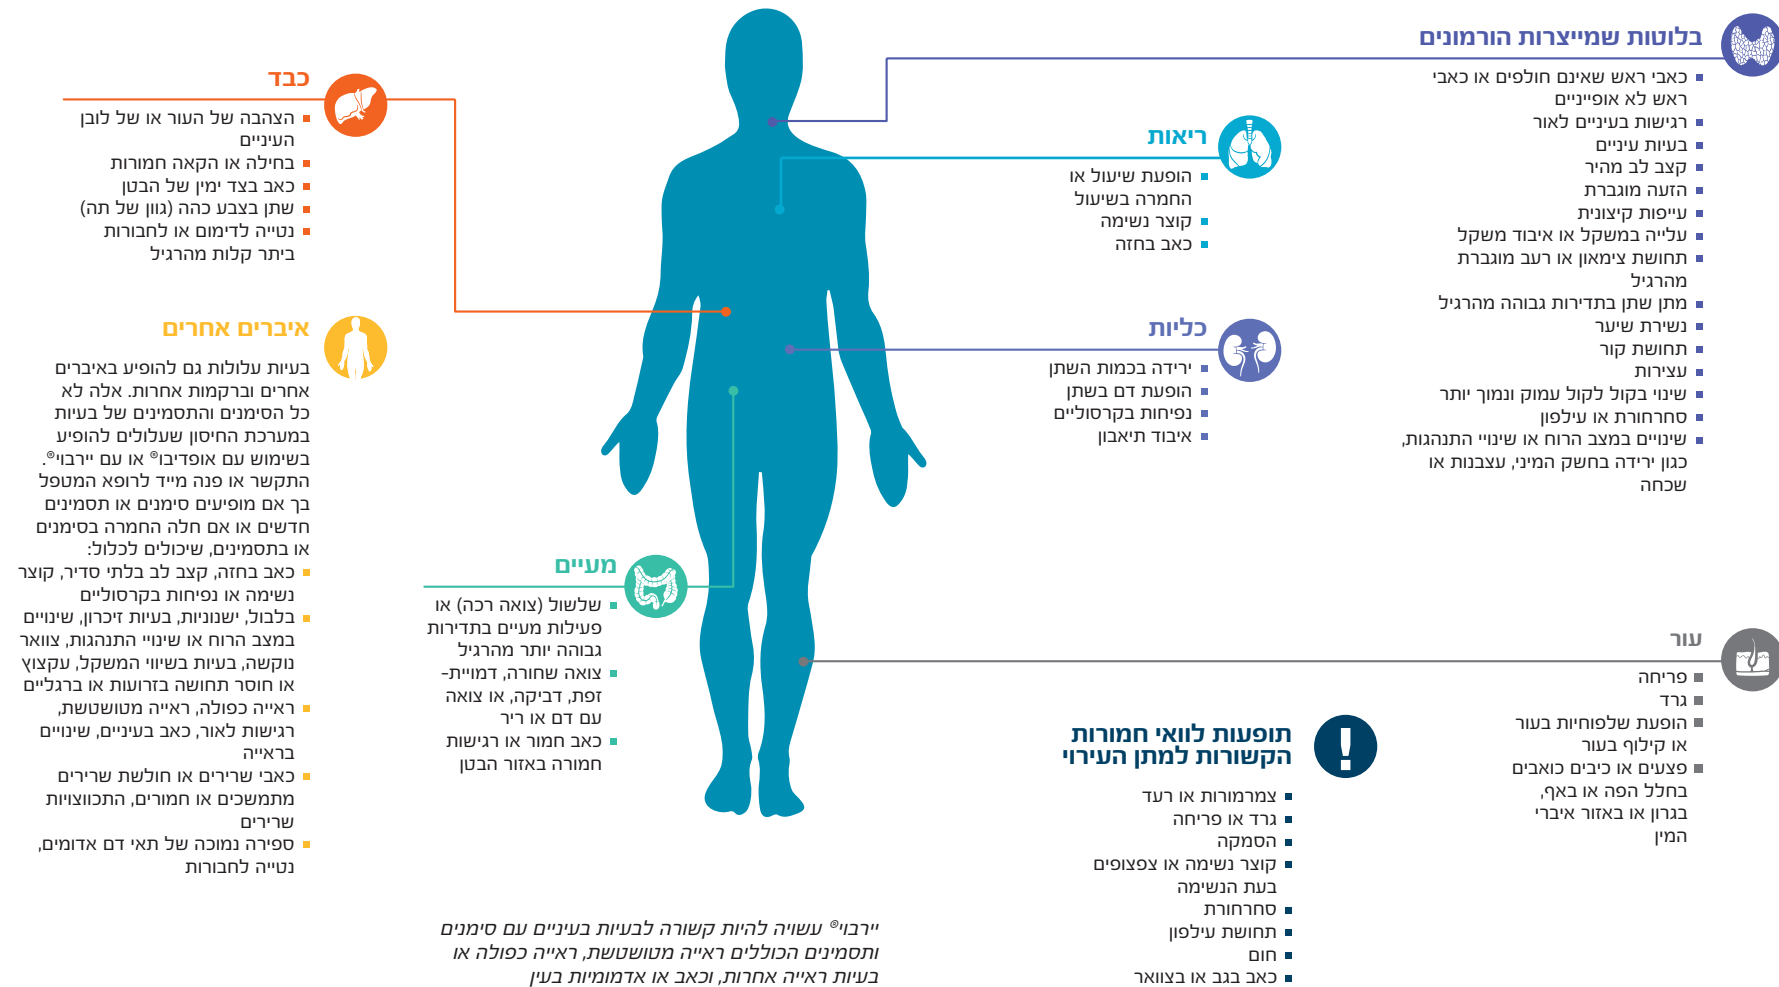 בלוטות שמייצרות הורמונים
כאבי ראש שאינם חולפים או כאבי
ראש לא אופייניים
רגישות בעיניים לאור
בעיות עיניים
קצב לב מהיר
הזעה מוגברת
עייפות קיצונית
עלייה במשקל או איבוד משקל
תחושת צימאון או רעב מוגברת
מהרגיל
מתן שתן בתדירות גבוהה מהרגיל
נשירת שיער
תחושת קור
עצירות
שינוי בקול לקול עמוק ונמוך יותר
סחרחורת או עילפון
שינויים במצב הרוח או שינויי התנהגות,
כגון ירידה בחשק המיני, עצבנות או
שכחה
ריאות
הופעת שיעול או
החמרה בשיעול
קוצר נשימה
כאב בחזה
כליות
ירידה בכמות השתן
הופעת דם בשתן
נפיחות בקרסוליים
איבוד תיאבון
עור
פריחה
גרד
הופעת שלפוחיות בעור
או קילוף בעור
פצעים או כיבים כואבים
בחלל הפה או באף,
בגרון או באזור איברי
המין
תופעות לוואי חמורות
הקשורות למתן העירוי
צמרמורות או רעד
גרד או פריחה
הסמקה
קוצר נשימה או צפצופים
בעת הנשימה
סחרחורת
תחושת עילפון
חום
כאב בגב או בצוואר
כבד
הצהבה של העור או של לובן
העיניים
בחילה או הקאה חמורות
כאב בצד ימין של הבטן
שתן בצבע כהה (גוון של תה)
נטייה לדימום או לחבורות
ביתר קלות מהרגיל
איברים אחרים
בעיות עלולות גם להופיע באיברים
אחרים וברקמות אחרות. אלה לא
כל הסימנים והתסמינים של בעיות
במערכת החיסון שעלולים להופיע
בשימוש עם אופדיבו® או עם יירבוי®.
התקשר או פנה מייד לרופא המטפל
בך אם מופיעים סימנים או תסמינים
חדשים או אם חלה החמרה בסימנים
או בתסמינים, שיכולים לכלול:
כאב בחזה, קצב לב בלתי סדיר, קוצר
נשימה או נפיחות בקרסוליים
בלבול, ישנוניות, בעיות זיכרון, שינויים
במצב הרוח או שינויי התנהגות, צוואר
נוקשה, בעיות בשיווי המשקל, עקצוץ
או חוסר תחושה בזרועות או ברגליים
ראייה כפולה, ראייה מטושטשת,
רגישות לאור, כאב בעיניים, שינויים
בראייה
כאבי שרירים או חולשת שרירים
מתמשכים או חמורים, התכווצויות
שרירים
ספירה נמוכה של תאי דם אדומים,
נטייה לחבורות
מעיים
שלשול (צואה רכה) או
פעילות מעיים בתדירות
גבוהה יותר מהרגיל
צואה שחורה, דמויית-
זפת, דביקה, או צואה
עם דם או ריר
כאב חמור או רגישות
חמורה באזור הבטן
יירבוי® עשויה להיות קשורה לבעיות בעיניים עם סימנים
ותסמינים הכוללים ראייה מטושטשת, ראייה כפולה או
בעיות ראייה אחרות, וכאב או אדמומיות בעין